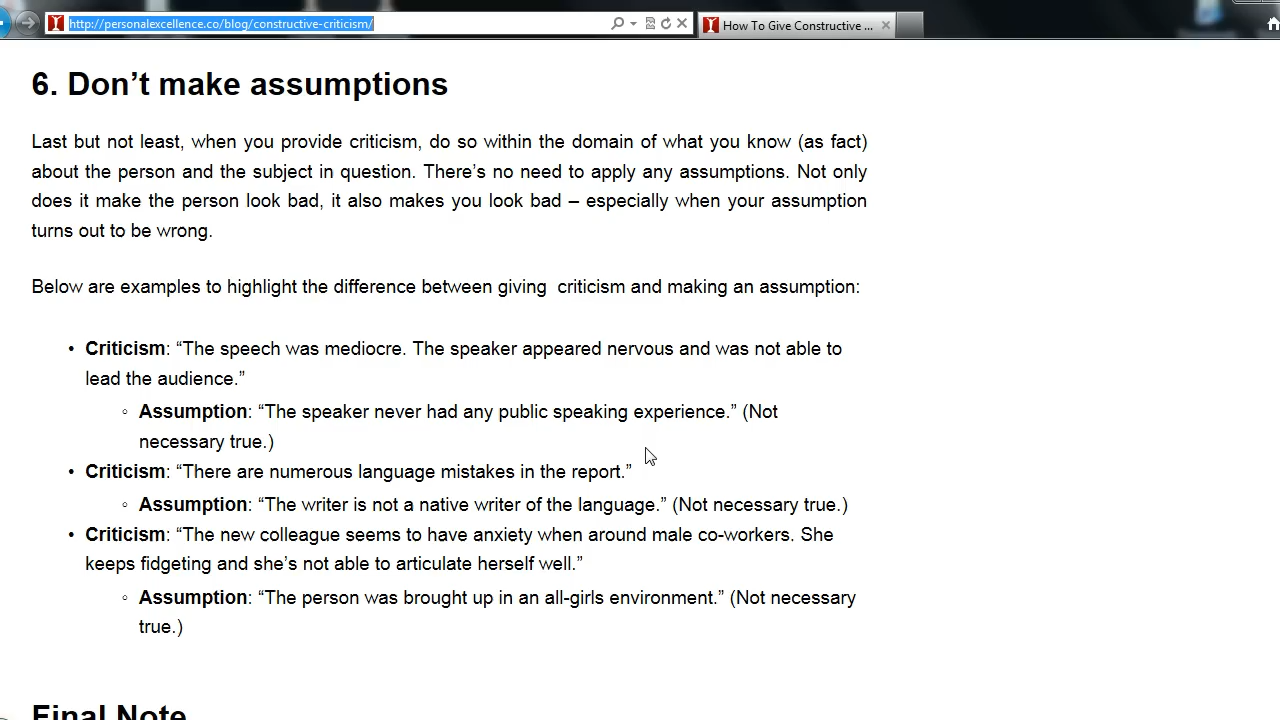 http://personalexcellence.co/blog/constructive-criticism/
How To Give Constructive ...
6. Don’t make assumptions
Last but not least, when you provide criticism, do so within the domain of what you know (as fact)
about the person and the subject in question. There’s no need to apply any assumptions. Not only
does it make the person look bad, it also makes you look bad – especially when your assumption
turns out to be wrong.
Below are examples to highlight the difference between giving  criticism and making an assumption:
• Criticism: “The speech was mediocre. The speaker appeared nervous and was not able to
lead the audience.”
◦ Assumption: “The speaker never had any public speaking experience.” (Not
necessary true.)
• Criticism: “There are numerous language mistakes in the report.”
◦ Assumption: “The writer is not a native writer of the language.” (Not necessary true.)
• Criticism: “The new colleague seems to have anxiety when around male co-workers. She
keeps fidgeting and she’s not able to articulate herself well.”
◦ Assumption: “The person was brought up in an all-girls environment.” (Not necessary
true.)
Final Note